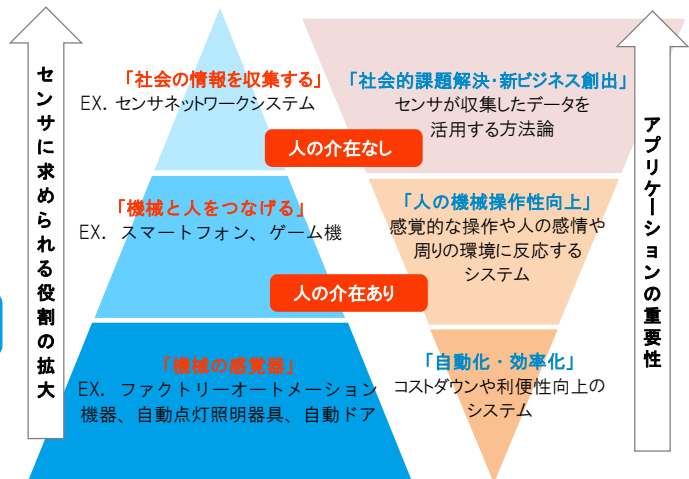 センサに求められる役割の拡大
「社会の情報を収集する」
EX. センサネットワークシステム
「社会的課題解決・新ビジネス創出」
センサが収集したデータを
活用する方法論
人の介在なし
「機械と人をつなげる」
EX. スマートフォン、ゲーム機
「人の機械操作性向上」
感覚的な操作や人の感情や
周りの環境に反応する
システム
人の介在あり
「機械の感覚器」
EX. ファクトリーオートメーション
機器、自動点灯照明器具、自動ドア
「自動化・効率化」
コストダウンや利便性向上の
システム
アプリケーションの重要性